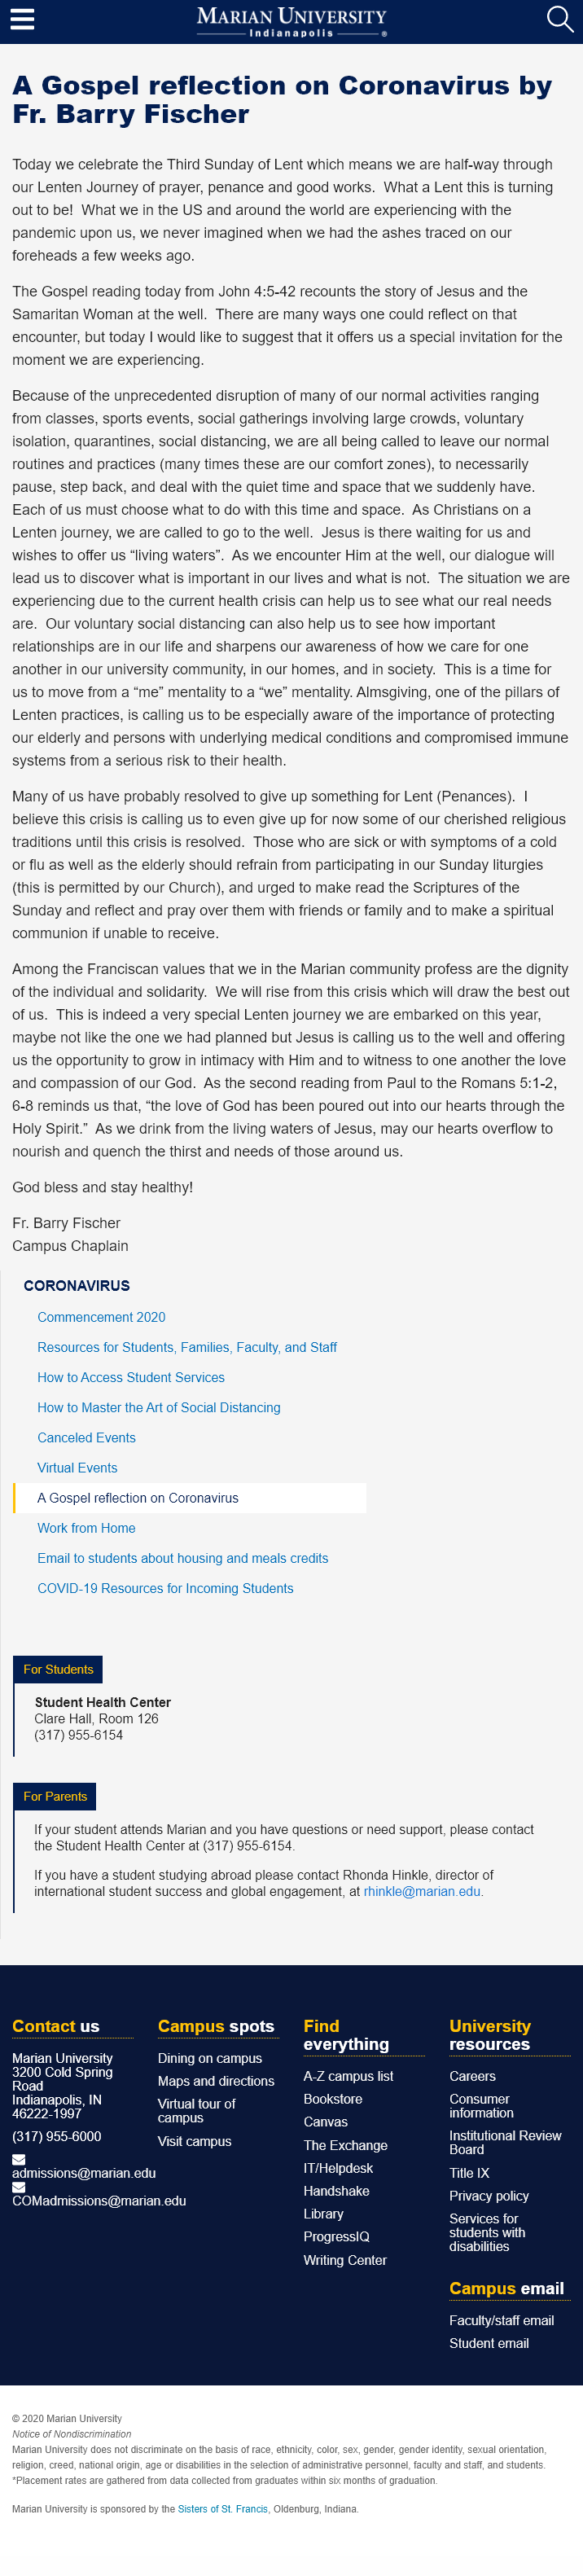 MARIAN UNIVERSITY
Indianapolis ®
A Gospel reflection on Coronavirus by
Fr. Barry Fischer
Today we celebrate the Third Sunday of Lent which means we are half-way through
our Lenten Journey of prayer, penance and good works.  What a Lent this is turning
out to be!  What we in the US and around the world are experiencing with the
pandemic upon us, we never imagined when we had the ashes traced on our
foreheads a few weeks ago.
The Gospel reading today from John 4:5-42 recounts the story of Jesus and the
Samaritan Woman at the well.  There are many ways one could reflect on that
encounter, but today I would like to suggest that it offers us a special invitation for the
moment we are experiencing.
Because of the unprecedented disruption of many of our normal activities ranging
from classes, sports events, social gatherings involving large crowds, voluntary
isolation, quarantines, social distancing, we are all being called to leave our normal
routines and practices (many times these are our comfort zones), to necessarily
pause, step back, and deal with the quiet time and space that we suddenly have.
Each of us must choose what to do with this time and space.  As Christians on a
Lenten journey, we are called to go to the well.  Jesus is there waiting for us and
wishes to offer us “living waters”.  As we encounter Him at the well, our dialogue will
lead us to discover what is important in our lives and what is not.  The situation we are
experiencing due to the current health crisis can help us to see what our real needs
are.  Our voluntary social distancing can also help us to see how important
relationships are in our life and sharpens our awareness of how we care for one
another in our university community, in our homes, and in society.  This is a time for
us to move from a “me” mentality to a “we” mentality. Almsgiving, one of the pillars of
Lenten practices, is calling us to be especially aware of the importance of protecting
our elderly and persons with underlying medical conditions and compromised immune
systems from a serious risk to their health.
Many of us have probably resolved to give up something for Lent (Penances).  I
believe this crisis is calling us to even give up for now some of our cherished religious
traditions until this crisis is resolved.  Those who are sick or with symptoms of a cold
or flu as well as the elderly should refrain from participating in our Sunday liturgies
(this is permitted by our Church), and urged to make read the Scriptures of the
Sunday and reflect and pray over them with friends or family and to make a spiritual
communion if unable to receive.
Among the Franciscan values that we in the Marian community profess are the dignity
of the individual and solidarity.  We will rise from this crisis which will draw the best out
of us.  This is indeed a very special Lenten journey we are embarked on this year,
maybe not like the one we had planned but Jesus is calling us to the well and offering
us the opportunity to grow in intimacy with Him and to witness to one another the love
and compassion of our God.  As the second reading from Paul to the Romans 5:1-2,
6-8 reminds us that, “the love of God has been poured out into our hearts through the
Holy Spirit.”  As we drink from the living waters of Jesus, may our hearts overflow to
nourish and quench the thirst and needs of those around us.
God bless and stay healthy!
Fr. Barry Fischer
Campus Chaplain
CORONAVIRUS
Commencement 2020
Resources for Students, Families, Faculty, and Staff
How to Access Student Services
How to Master the Art of Social Distancing
Canceled Events
Virtual Events
A Gospel reflection on Coronavirus
Work from Home
Email to students about housing and meals credits
COVID-19 Resources for Incoming Students
For Students
Student Health Center
Clare Hall, Room 126
(317) 955-6154
For Parents
If your student attends Marian and you have questions or need support, please contact
the Student Health Center at (317) 955-6154.
If you have a student studying abroad please contact Rhonda Hinkle, director of
international student success and global engagement, at rhinkle@marian.edu.
Contact us
Marian University
3200 Cold Spring
Road
Indianapolis, IN
46222-1997
(317) 955-6000
admissions@marian.edu
COMadmissions@marian.edu
Campus spots
Dining on campus
Maps and directions
Virtual tour of
campus
Visit campus
Find
everything
A-Z campus list
Bookstore
Canvas
The Exchange
IT/Helpdesk
Handshake
Library
ProgressIQ
Writing Center
University
resources
Careers
Consumer
information
Institutional Review
Board
Title IX
Privacy policy
Services for
students with
disabilities
Campus email
Faculty/staff email
Student email
© 2020 Marian University
Notice of Nondiscrimination
Marian University does not discriminate on the basis of race, ethnicity, color, sex, gender, gender identity, sexual orientation,
religion, creed, national origin, age or disabilities in the selection of administrative personnel, faculty and staff, and students.
*Placement rates are gathered from data collected from graduates within six months of graduation.
Marian University is sponsored by the Sisters of St. Francis, Oldenburg, Indiana.